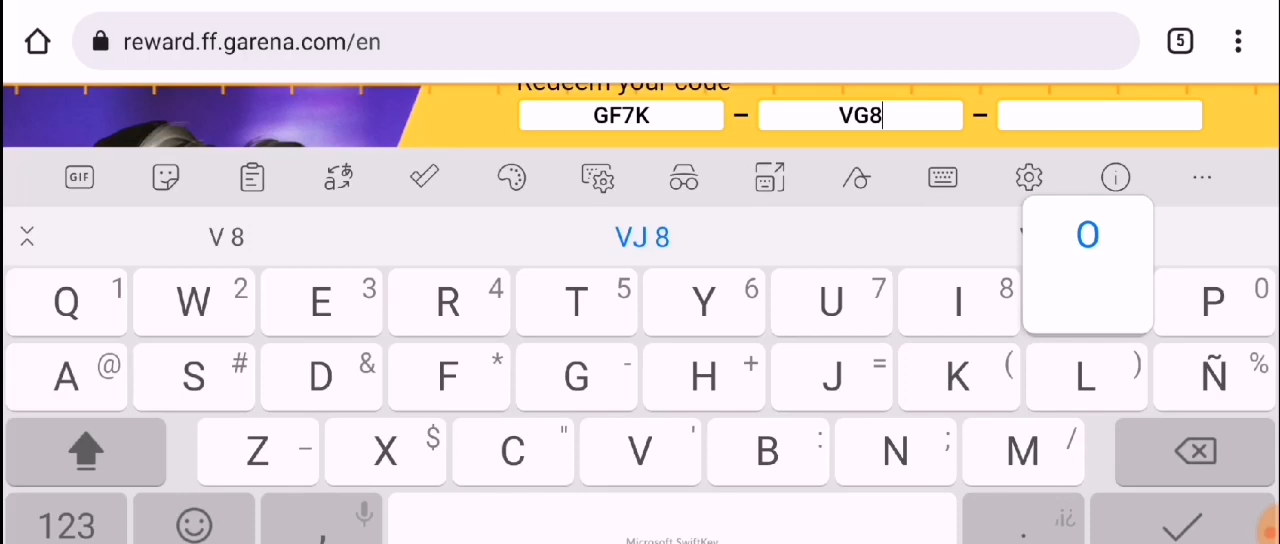 reward.ff.garena.com/en 5
Redeem your code
GF7K – VG8 –
GIF
V 8 VJ 8
O
Q 1 W 2 E 3 R 4 T 5 Y 6 U 7 I 8 P 0
A @ S # D & F * G - H + J = K ( L ) Ñ %
Z _ X $ C " V ' B : N ; M /
123 , . ¡¿
Microsoft SwiftKey